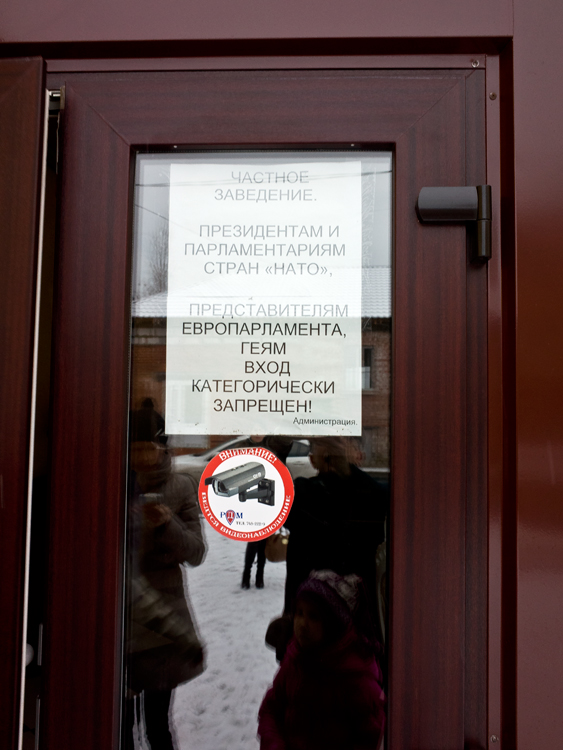 ЧАСТНОЕ
ЗАВЕДЕНИЕ.
ПРЕЗИДЕНТАМ И
ПАРЛАМЕНТАРИЯМ
СТРАН «НАТО»,
ПРЕДСТАВИТЕЛЯМ
ЕВРОПАРЛАМЕНТА,
ГЕЯМ
ВХОД
КАТЕГОРИЧЕСКИ
ЗАПРЕЩЕН!
Администрация.
ВНИМАНИЕ!
ВЕДЕТСЯ ВИДЕОНАБЛЮДЕНИЕ